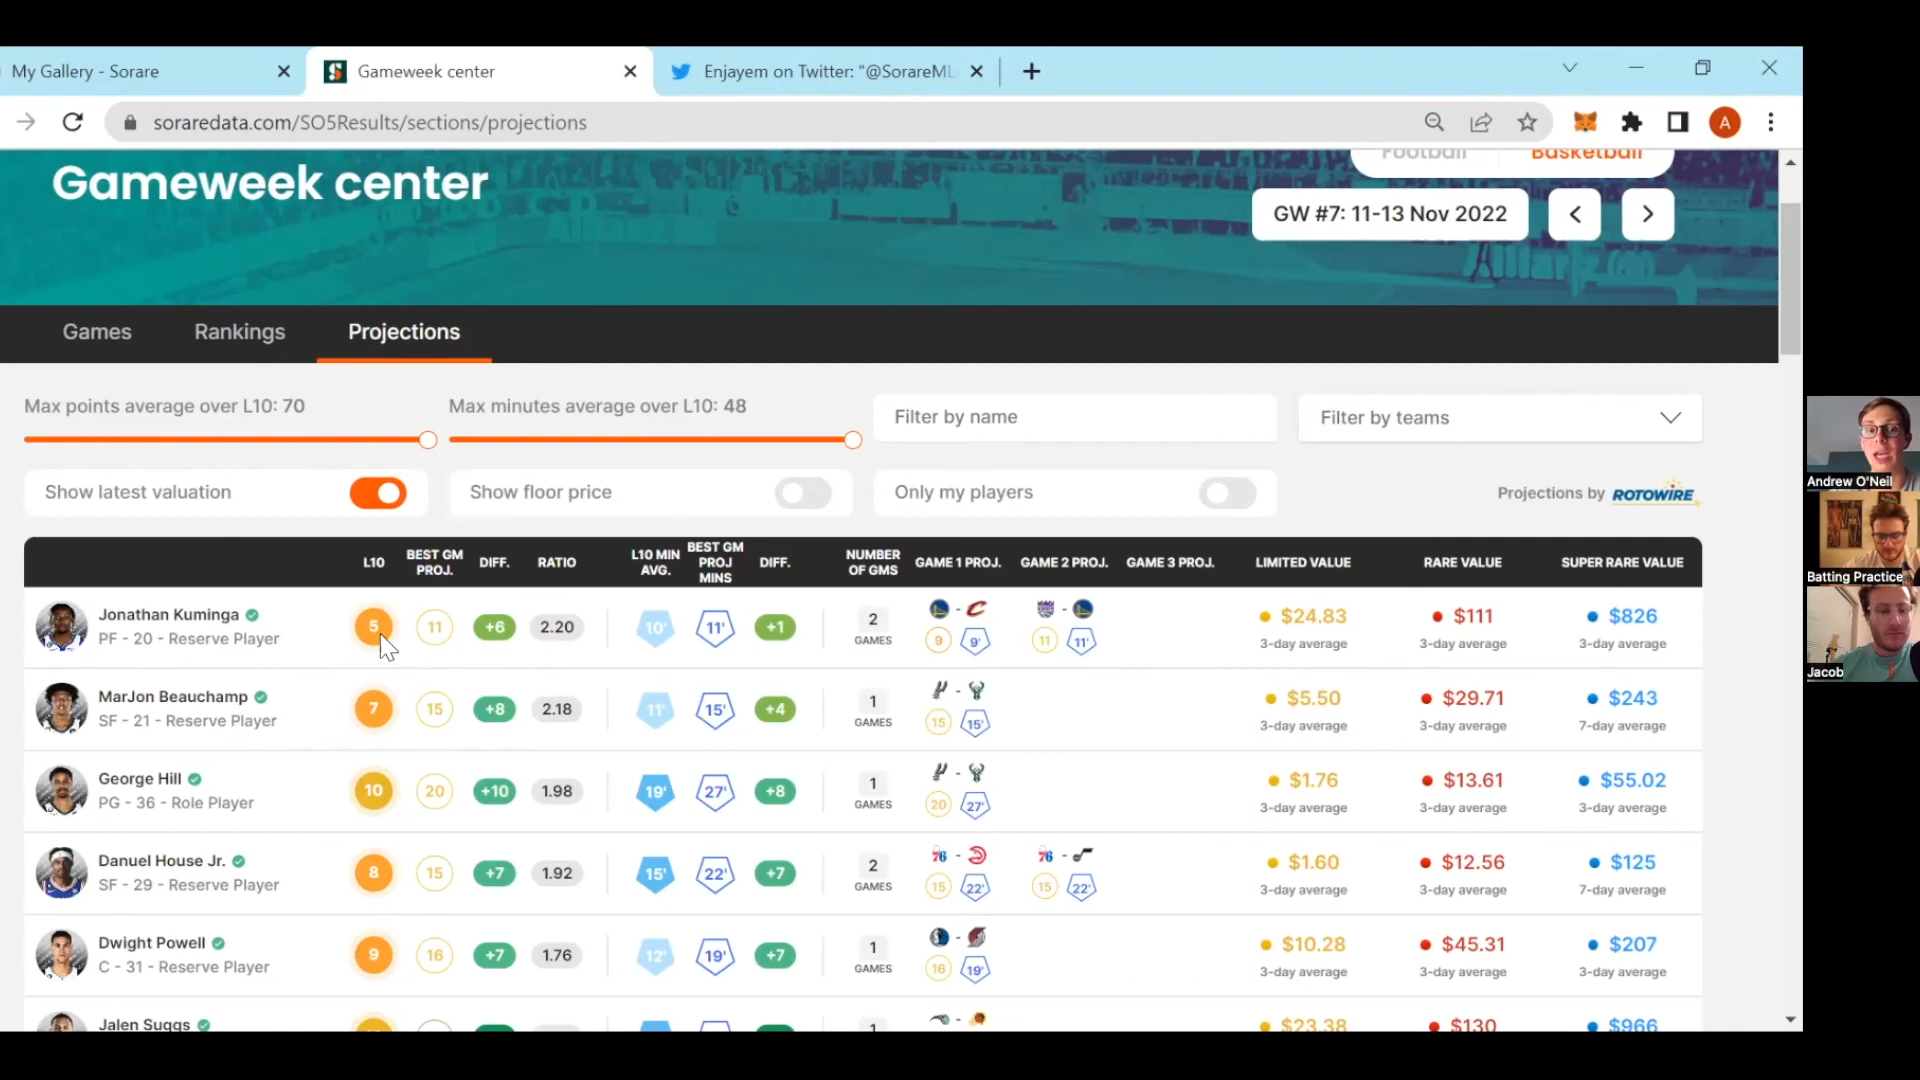 My Gallery - Sorare
Gameweek center
Enjayem on Twitter: "@SorareML
soraredata.com/SO5Results/sections/projections
A
Gameweek center
Football
Basketball
GW #7: 11-13 Nov 2022
Games
Rankings
Projections
Max points average over L10: 70
Max minutes average over L10: 48
Filter by name
Filter by teams
Show latest valuation
Show floor price
Only my players
Projections by ROTOWIRE
L10
BEST GM PROJ.
DIFF.
RATIO
L10 MIN AVG.
BEST GM PROJ MINS
DIFF.
NUMBER OF GMS
GAME 1 PROJ.
GAME 2 PROJ.
GAME 3 PROJ.
LIMITED VALUE
RARE VALUE
SUPER RARE VALUE
Jonathan Kuminga
PF - 20 - Reserve Player
5 11 +6 2.20 10' 11' +1
2 GAMES
9 9' 11 11'
$24.83 $111 $826
3-day average 3-day average 3-day average
MarJon Beauchamp
SF - 21 - Reserve Player
7 15 +8 2.18 11' 15' +4
1 GAMES
15 15'
$5.50 $29.71 $243
3-day average 3-day average 7-day average
George Hill
PG - 36 - Role Player
10 20 +10 1.98 19' 27' +8
1 GAMES
20 27'
$1.76 $13.61 $55.02
3-day average 3-day average 3-day average
Danuel House Jr.
SF - 29 - Reserve Player
8 15 +7 1.92 15' 22' +7
2 GAMES
76 76
15 22' 15 22'
$1.60 $12.56 $125
3-day average 3-day average 7-day average
Dwight Powell
C - 31 - Reserve Player
9 16 +7 1.76 12' 19' +7
1 GAMES
16 19'
$10.28 $45.31 $207
3-day average 3-day average 3-day average
Jalen Suggs
1
$23.38 $130 $966
Andrew O'Neil
Batting Practice
Jacob